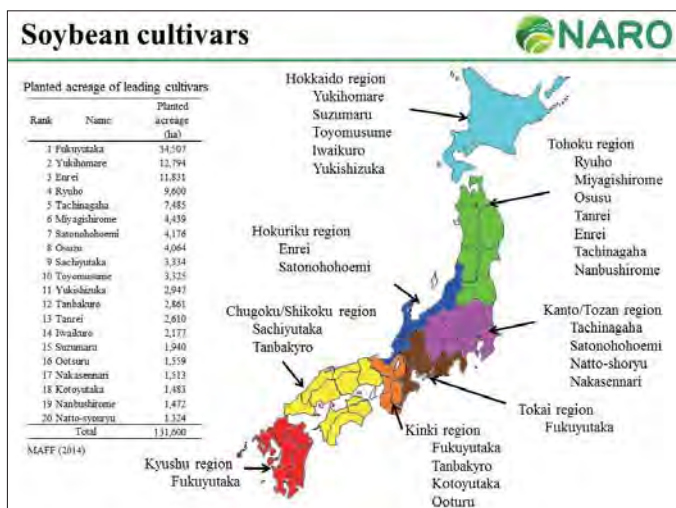 Soybean cultivars
NARO
Planted acreage of leading cultivars
Rank Name Planted acreage (ha)
1 Fukuyutaka 34,507
2 Yukihomare 12,794
3 Enrei 11,831
4 Ryuho 9,600
5 Tachinagaha 7,485
6 Miyagishirome 4,439
7 Satonohohoemi 4,176
8 Osuzu 4,064
9 Sachiyutaka 3,334
10 Toyomusume 3,325
11 Yukishizuka 2,947
12 Tanbakuro 2,861
13 Tanrei 2,610
14 Iwaikuro 2,177
15 Suzumaru 1,940
16 Ootsuru 1,559
17 Nakasennari 1,513
18 Kotoyutaka 1,483
19 Nanbushirome 1,472
20 Natto-syouryu 1,324
Total 131,600
MAFF (2014)
Hokkaido region
Yukihomare
Suzumaru
Toyomusume
Iwaikuro
Yukishizuka
Tohoku region
Ryuho
Miyagishirome
Osusu
Tanrei
Enrei
Tachinagaha
Nanbushirome
Hokuriku region
Enrei
Satonohohoemi
Chugoku/Shikoku region
Sachiyutaka
Tanbakyro
Kanto/Tozan region
Tachinagaha
Satonohohoemi
Natto-shoryu
Nakasennari
Tokai region
Fukuyutaka
Kinki region
Fukuyutaka
Tanbakyro
Kotoyutaka
Ooturu
Kyushu region
Fukuyutaka